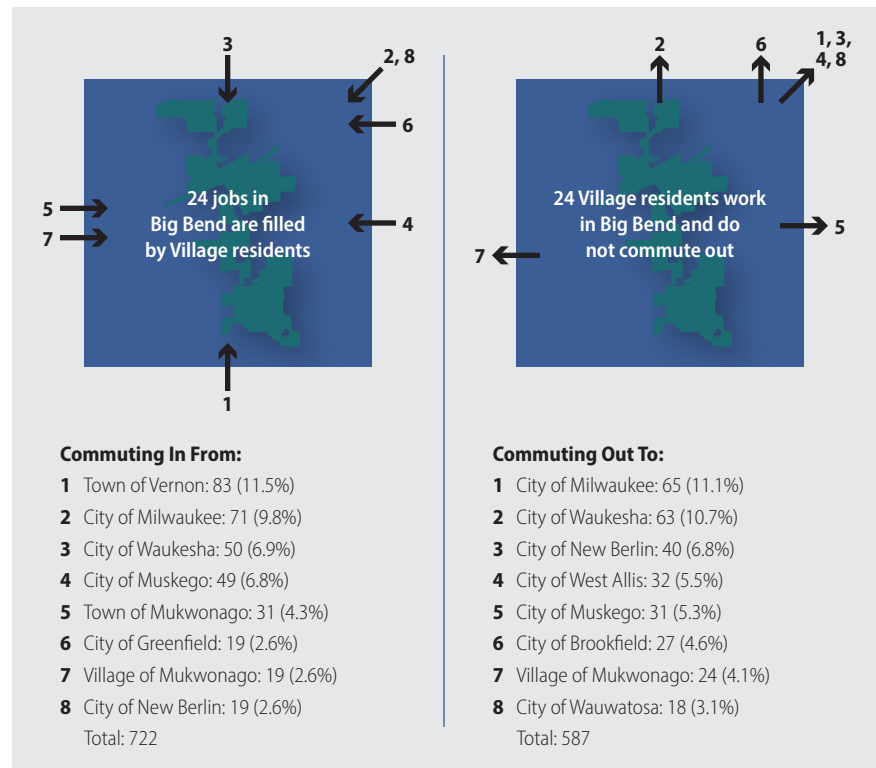 3
2, 8
6
5
7
4
24 jobs in
Big Bend are filled
by Village residents
1
Commuting In From:
1 Town of Vernon: 83 (11.5%)
2 City of Milwaukee: 71 (9.8%)
3 City of Waukesha: 50 (6.9%)
4 City of Muskego: 49 (6.8%)
5 Town of Mukwonago: 31 (4.3%)
6 City of Greenfield: 19 (2.6%)
7 Village of Mukwonago: 19 (2.6%)
8 City of New Berlin: 19 (2.6%)
Total: 722
2
6
1, 3,
4, 8
24 Village residents work
in Big Bend and do
not commute out
5
7
Commuting Out To:
1 City of Milwaukee: 65 (11.1%)
2 City of Waukesha: 63 (10.7%)
3 City of New Berlin: 40 (6.8%)
4 City of West Allis: 32 (5.5%)
5 City of Muskego: 31 (5.3%)
6 City of Brookfield: 27 (4.6%)
7 Village of Mukwonago: 24 (4.1%)
8 City of Wauwatosa: 18 (3.1%)
Total: 587